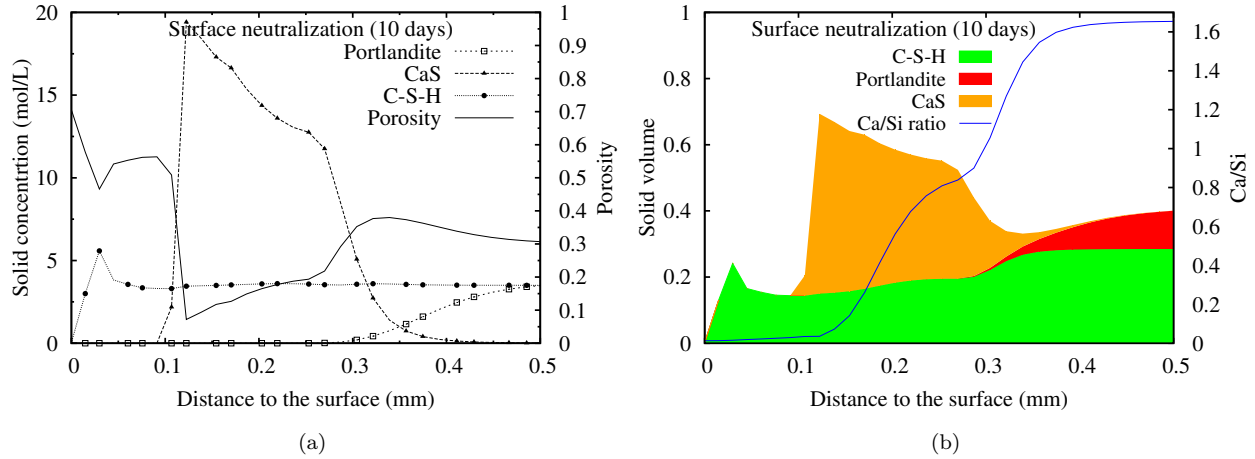 Surface neutralization (10 days)
Portlandite
CaS
C-S-H
Porosity
Solid concentrtion (mol/L)
0
5
10
15
20
Porosity
0
0.1
0.2
0.3
0.4
0.5
0.6
0.7
0.8
0.9
1
0 0.1 0.2 0.3 0.4 0.5
Distance to the surface (mm)
(a)
Surface neutralization (10 days)
C-S-H
Portlandite
CaS
Ca/Si ratio
Solid volume
0
0.2
0.4
0.6
0.8
1
Ca/Si
0
0.2
0.4
0.6
0.8
1
1.2
1.4
1.6
0 0.1 0.2 0.3 0.4 0.5
Distance to the surface (mm)
(b)